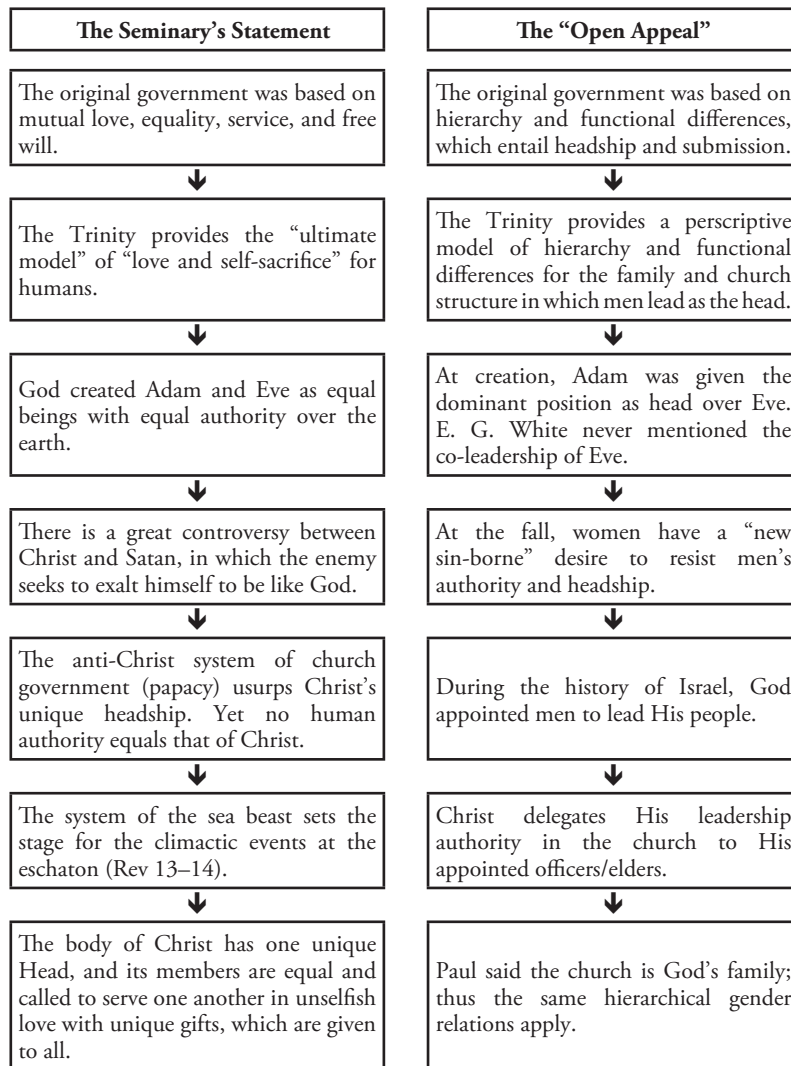 The Seminary's Statement
The original government was based on
mutual love, equality, service, and free
will.
The Trinity provides the “ultimate
model” of “love and self-sacrifice” for
humans.
God created Adam and Eve as equal
beings with equal authority over the
earth.
There is a great controversy between
Christ and Satan, in which the enemy
seeks to exalt himself to be like God.
The anti-Christ system of church
government (papacy) usurps Christ’s
unique headship. Yet no human
authority equals that of Christ.
The system of the sea beast sets the
stage for the climactic events at the
eschaton (Rev 13–14).
The body of Christ has one unique
Head, and its members are equal and
called to serve one another in unselfish
love with unique gifts, which are given
to all.
The “Open Appeal”
The original government was based on
hierarchy and functional differences,
which entail headship and submission.
The Trinity provides a perscriptive
model of hierarchy and functional
differences for the family and church
structure in which men lead as the head.
At creation, Adam was given the
dominant position as head over Eve.
E. G. White never mentioned the
co-leadership of Eve.
At the fall, women have a “new
sin-borne” desire to resist men’s
authority and headship.
During the history of Israel, God
appointed men to lead His people.
Christ delegates His leadership
authority in the church to His
appointed officers/elders.
Paul said the church is God’s family;
thus the same hierarchical gender
relations apply.